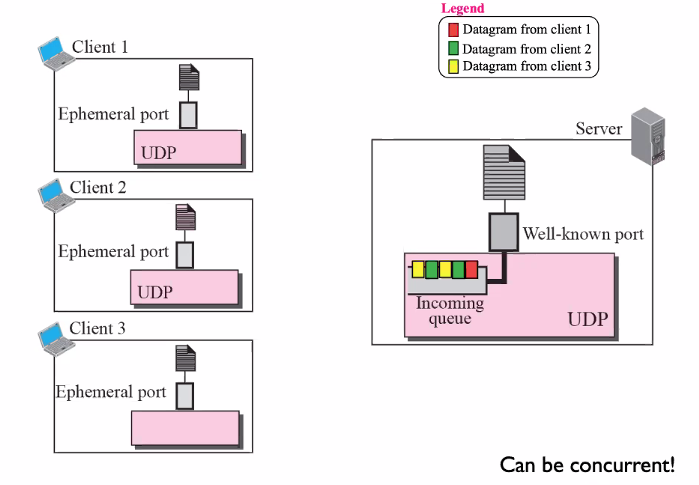 Legend
Datagram from client 1
Datagram from client 2
Datagram from client 3
Client 1
Ephemeral port
UDP
Client 2
Ephemeral port
UDP
Client 3
Ephemeral port
Server
Well-known port
Incoming
queue
UDP
Can be concurrent!